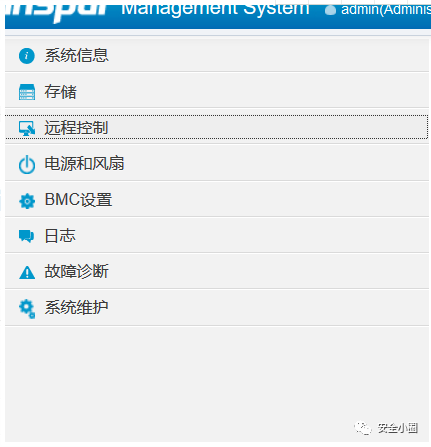 inspur Management System admin(Adminis
系统信息
存储
远程控制
电源和风扇
BMC设置
日志
故障诊断
系统维护
安全小圈